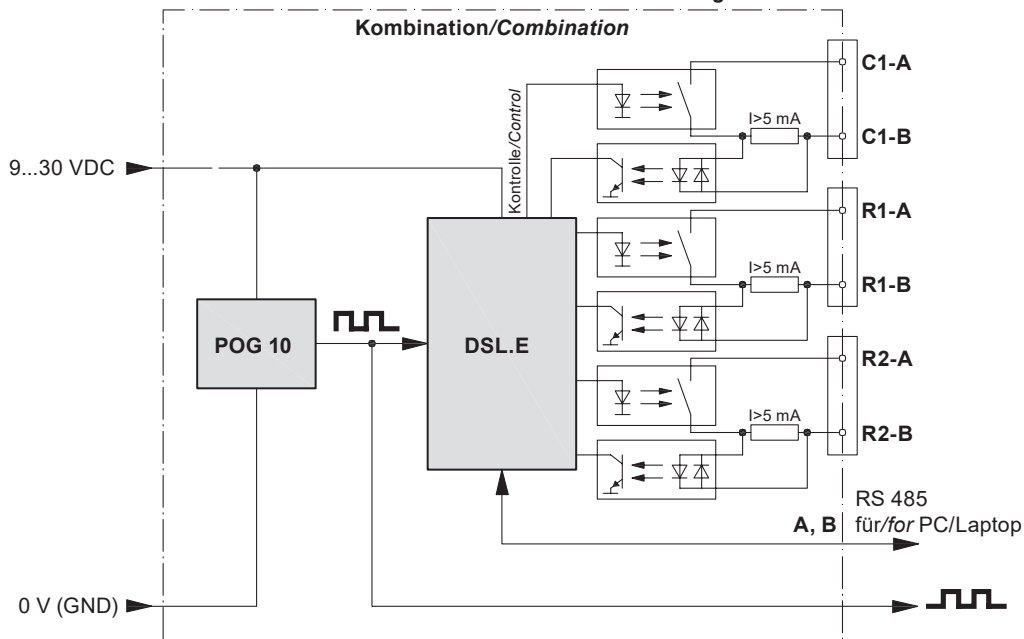 Kombination/Combination
C1-A
Kontrolle/Control
I>5 mA
C1-B
9...30 VDC
R1-A
I>5 mA
R1-B
POG 10
DSL.E
R2-A
I>5 mA
R2-B
RS 485
A, B für/for PC/Laptop
0 V (GND)